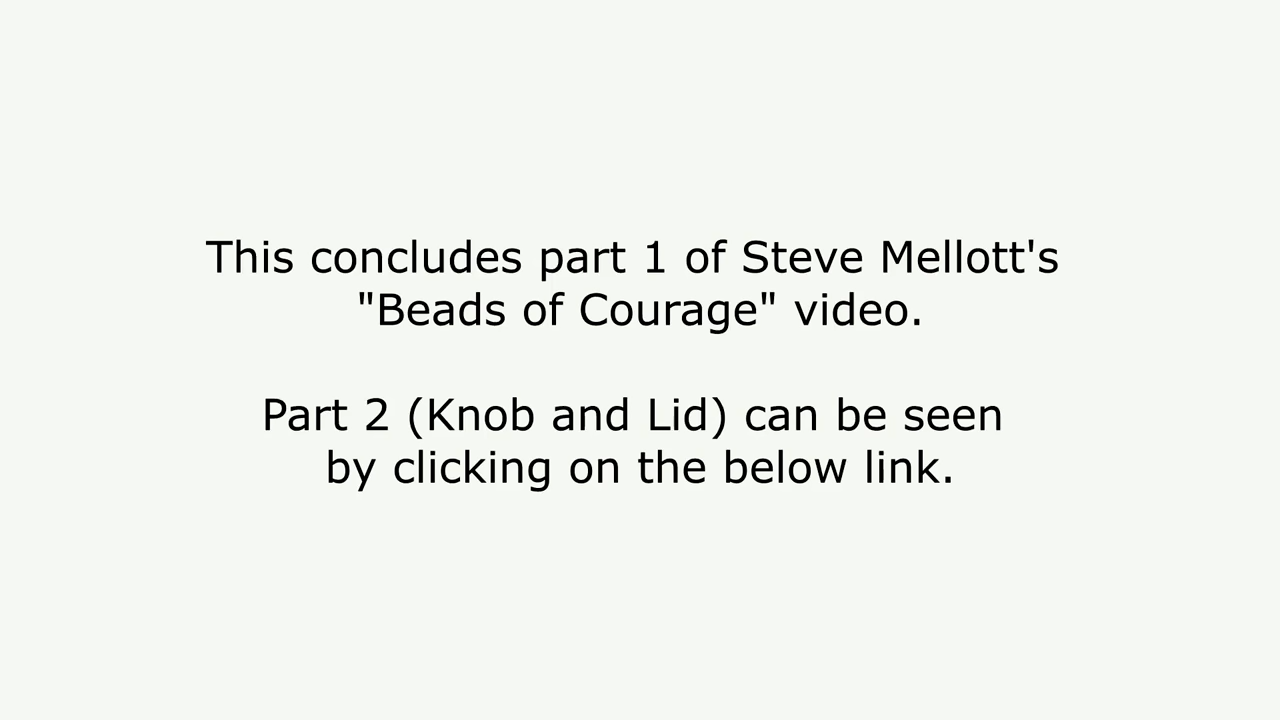 This concludes part 1 of Steve Mellott's
"Beads of Courage" video.
Part 2 (Knob and Lid) can be seen
by clicking on the below link.